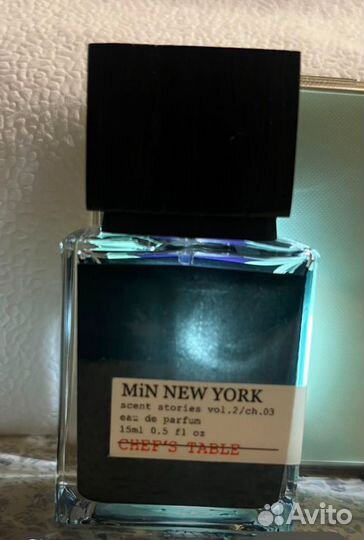 MiN NEW YORK
scent stories vol.2/ch.03
eau de parfum
15ml 0.5 fl oz
CHEF'S TABLE
Avito